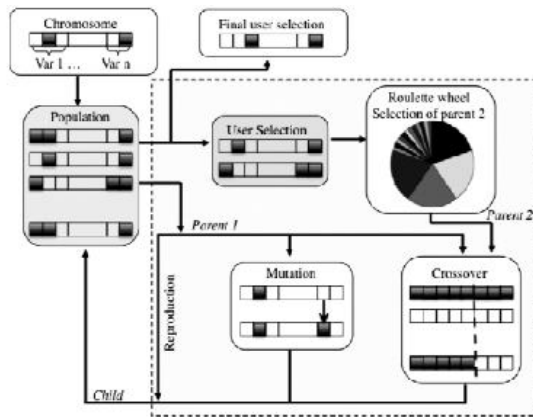 Chromosome
Var 1 ... Var n
Final user selection
Population
User Selection
Roulette wheel
Selection of parent 2
Parent 1
Parent 2
Reproduction
Mutation
Crossover
Child